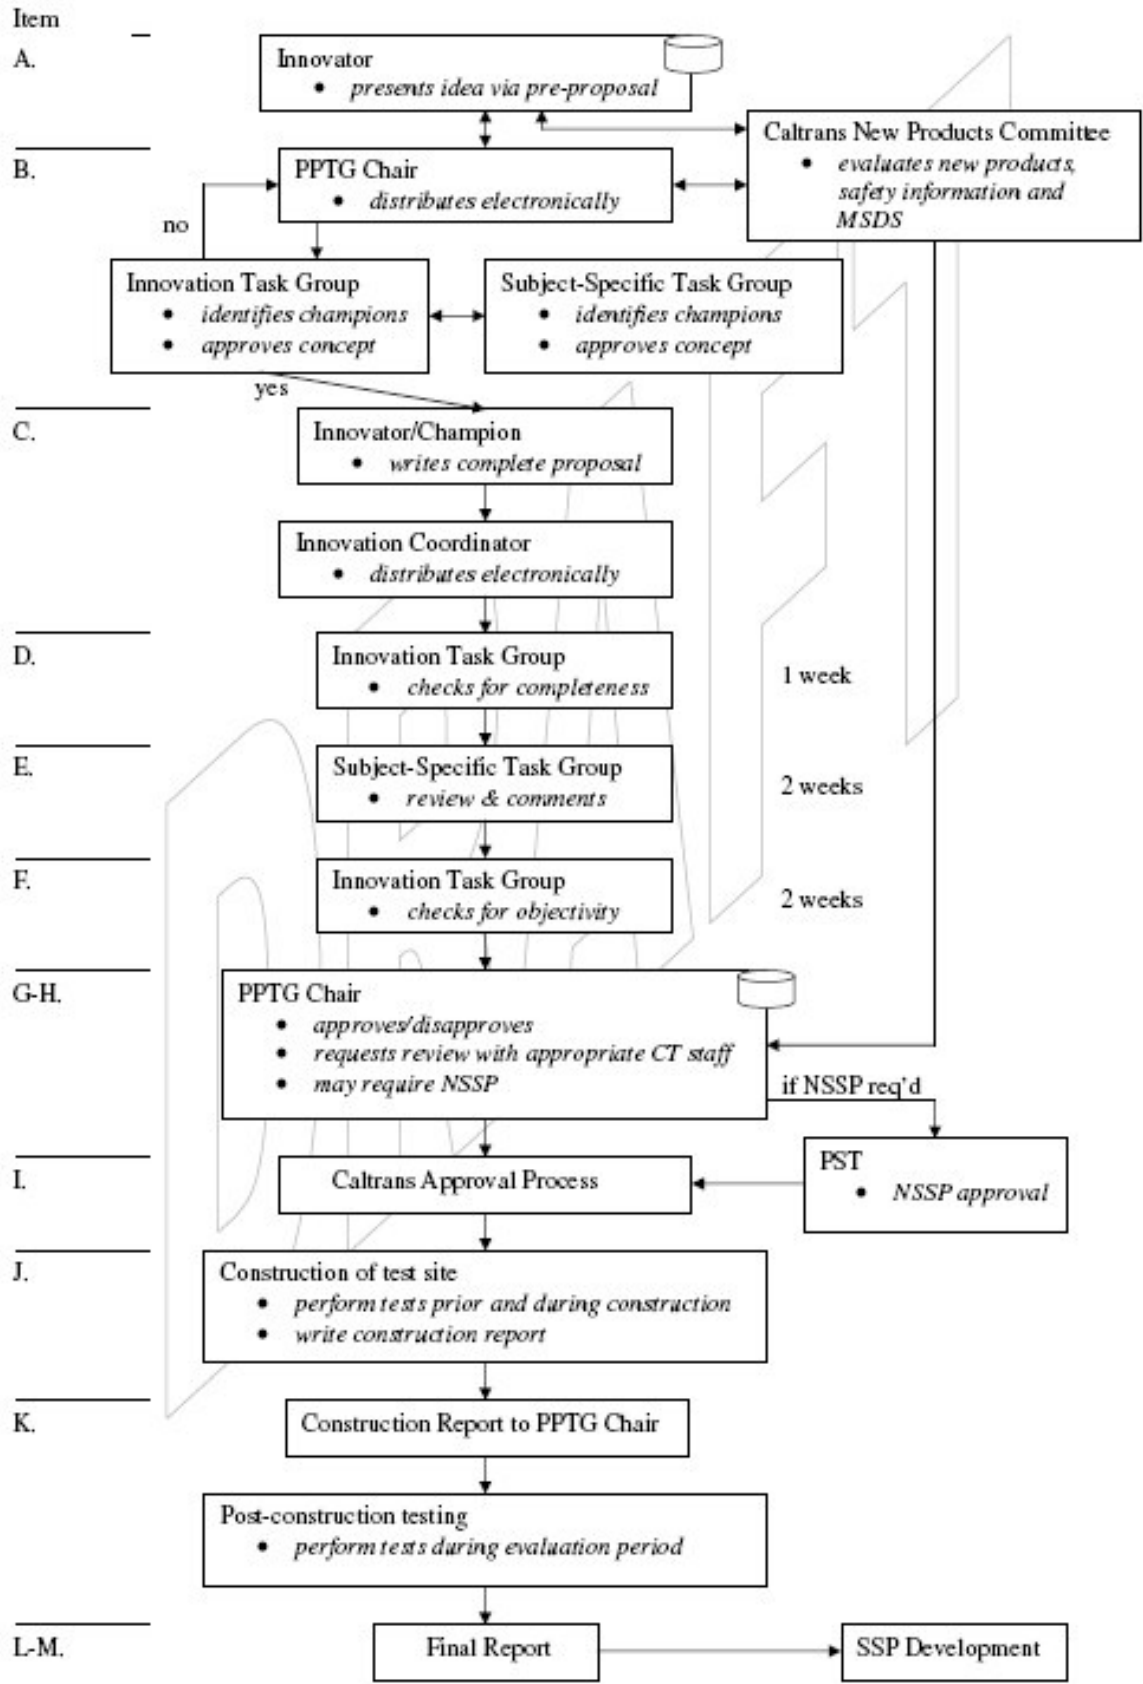 Item
A.
Innovator
• presents idea via pre-proposal
Caltrans New Products Committee
• evaluates new products,
safety information and
MSDS
B.
PPTG Chair
• distributes electronically
no
Innovation Task Group
• identifies champions
• approves concept
Subject-Specific Task Group
• identifies champions
• approves concept
yes
C.
Innovator/Champion
• writes complete proposal
Innovation Coordinator
• distributes electronically
D.
Innovation Task Group
• checks for completeness
1 week
E.
Subject-Specific Task Group
• review & comments
2 weeks
F.
Innovation Task Group
• checks for objectivity
2 weeks
G-H.
PPTG Chair
• approves/disapproves
• requests review with appropriate CT staff
• may require NSSP
if NSSP req'd
PST
• NSSP approval
I.
Caltrans Approval Process
J.
Construction of test site
• perform tests prior and during construction
• write construction report
K.
Construction Report to PPTG Chair
Post-construction testing
• perform tests during evaluation period
L-M.
Final Report
SSP Development
DRAFT